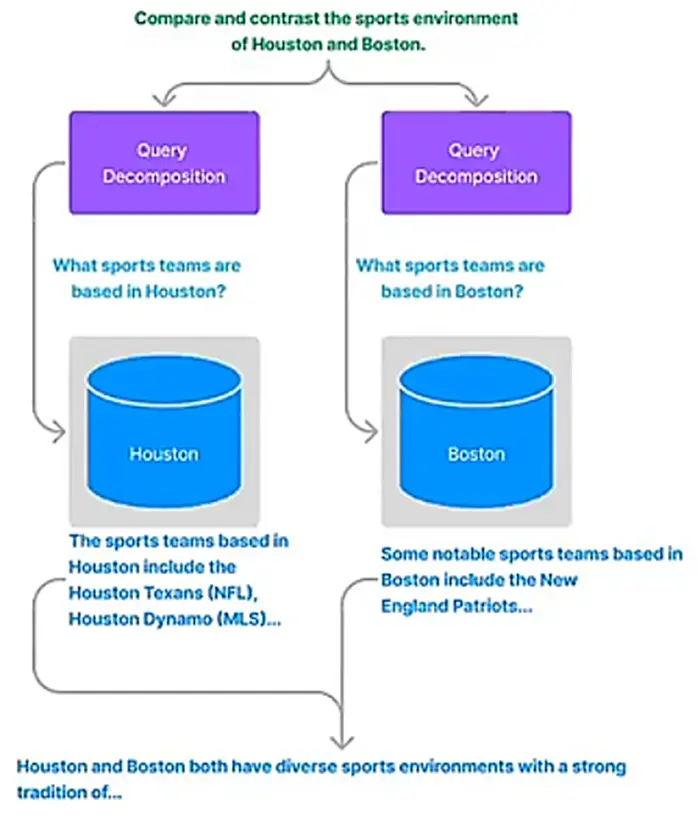 Compare and contrast the sports environment
of Houston and Boston.
Query
Decomposition
Query
Decomposition
What sports teams are
based in Houston?
What sports teams are
based in Boston?
Houston
Boston
The sports teams based in
Houston include the
Houston Texans (NFL),
Houston Dynamo (MLS)...
Some notable sports teams based in
Boston include the New
England Patriots...
Houston and Boston both have diverse sports environments with a strong
tradition of...